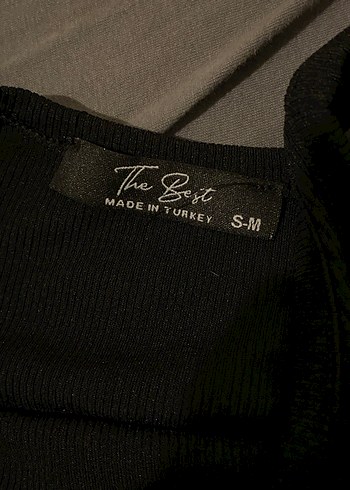 The Best
MADE IN TURKEY
S-M